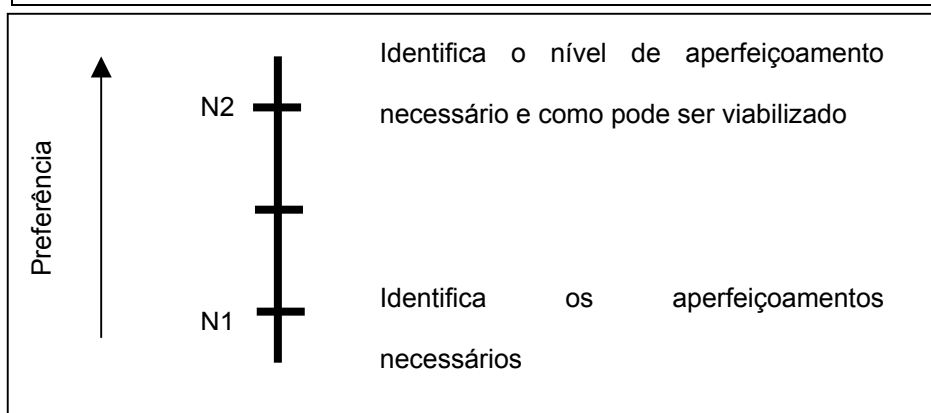 Identifica o nível de aperfeiçoamento
necessário e como pode ser viabilizado
N2
Preferência
N1
Identifica os aperfeiçoamentos
necessários